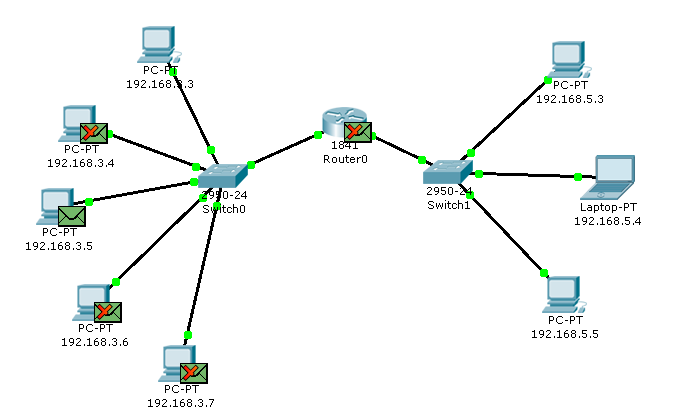 PC-PT
192.168.3.3
PC-PT
192.168.3.4
PC-PT
192.168.3.5
PC-PT
192.168.3.6
PC-PT
192.168.3.7
2950-24
Switch0
1841
Router0
2950-24
Switch1
PC-PT
192.168.5.3
Laptop-PT
192.168.5.4
PC-PT
192.168.5.5